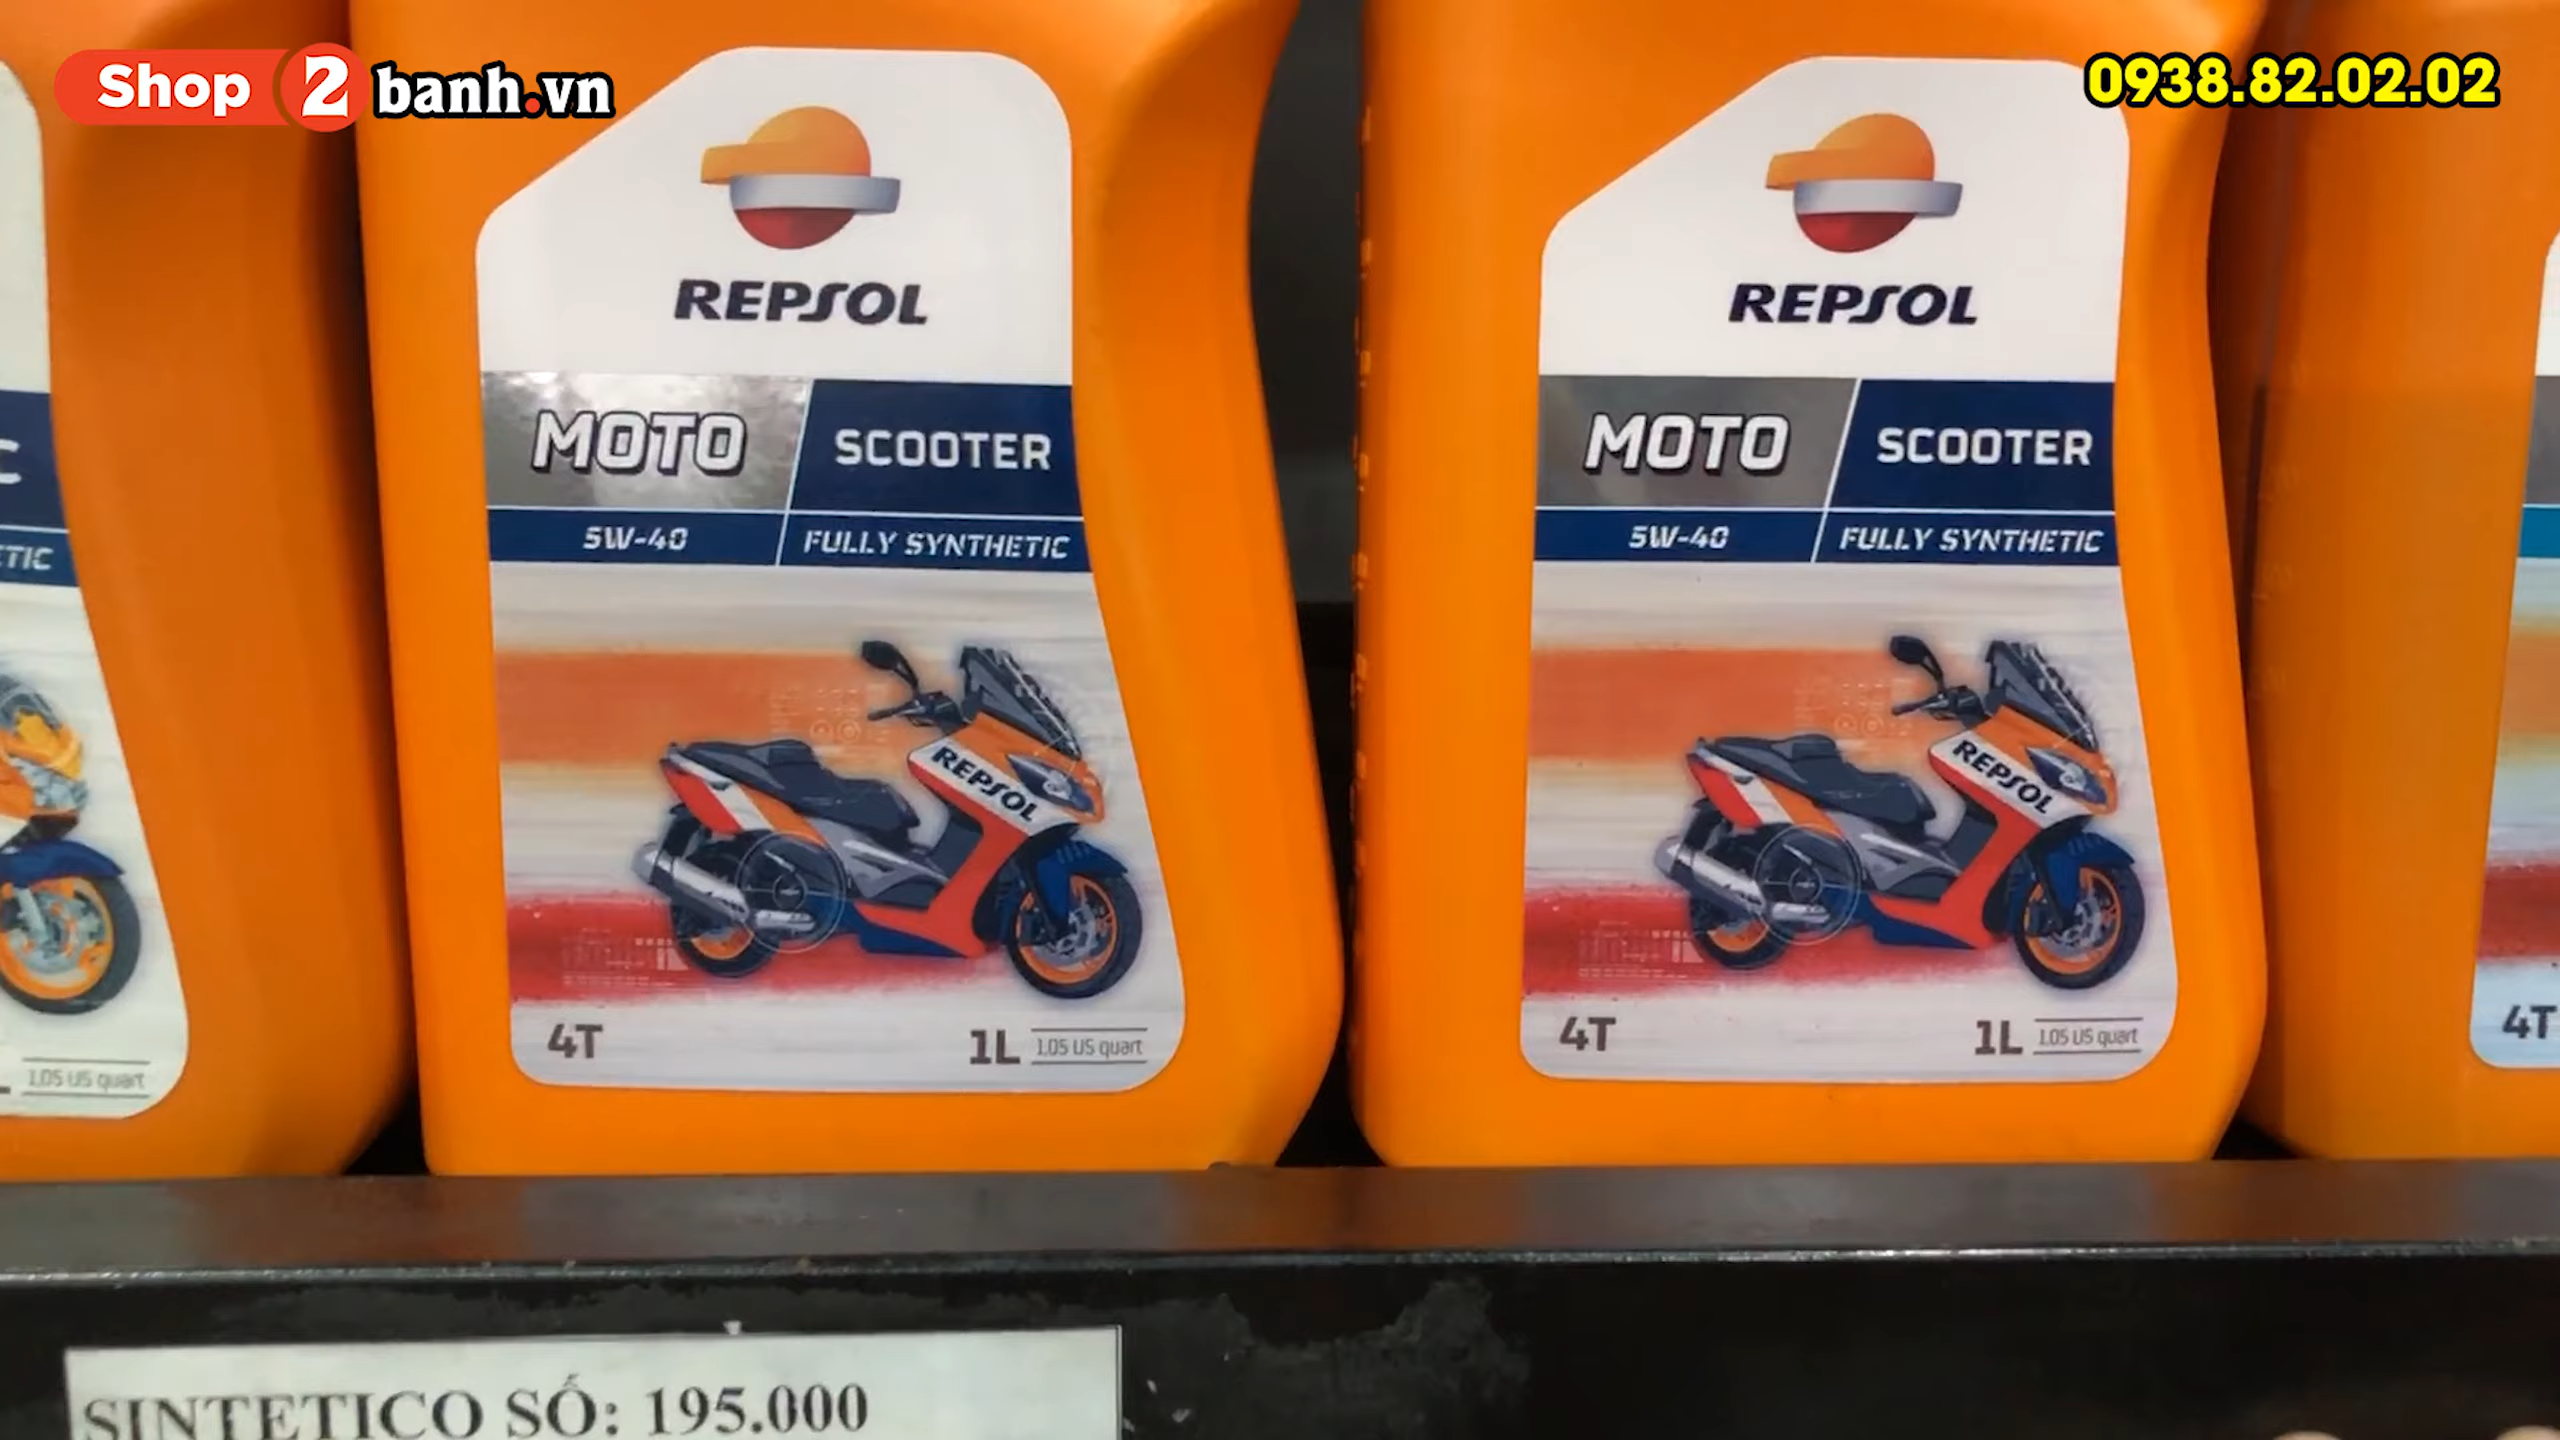 Shop 2banh.vn
0938.82.02.02
REPSOL
MOTO SCOOTER
5W-40 FULLY SYNTHETIC
REPSOL
4T 1L 1.05 US quart
REPSOL
MOTO SCOOTER
5W-40 FULLY SYNTHETIC
REPSOL
4T 1L 1.05 US quart
C
TIC
1.05 US quart
4T
SINTETICO SỐ: 195.000